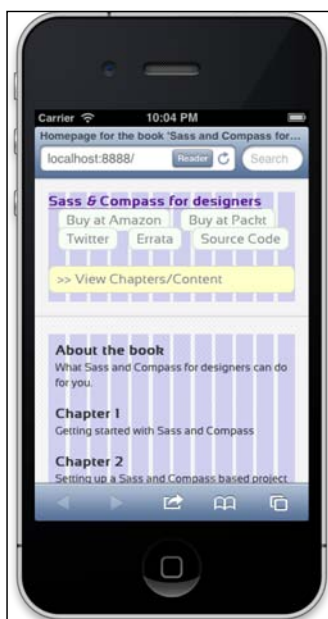 Carrier 10:04 PM
Homepage for the book 'Sass and Compass for...
localhost:8888/ Reader Search
Sass & Compass for designers
Buy at Amazon Buy at Packt
Twitter Errata Source Code
>> View Chapters/Content
About the book
What Sass and Compass for designers can do
for you.
Chapter 1
Getting started with Sass and Compass
Chapter 2
Setting up a Sass and Compass based project